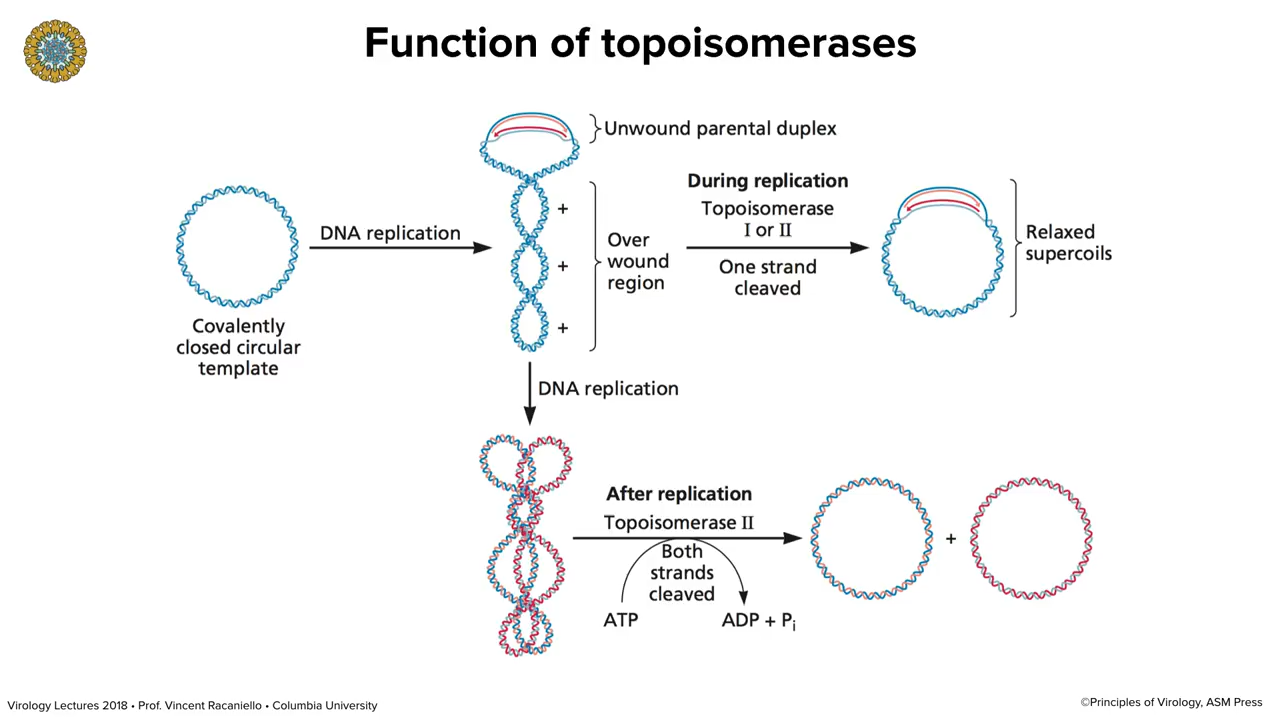 Function of topoisomerases
Unwound parental duplex
During replication
Topoisomerase
I or II
One strand
cleaved
DNA replication
+
+
+
Over
wound
region
Relaxed
supercoils
Covalently
closed circular
template
DNA replication
After replication
Topoisomerase II
Both
strands
cleaved
ATP
ADP + Pi
+
Virology Lectures 2018 • Prof. Vincent Racaniello • Columbia University
©Principles of Virology, ASM Press